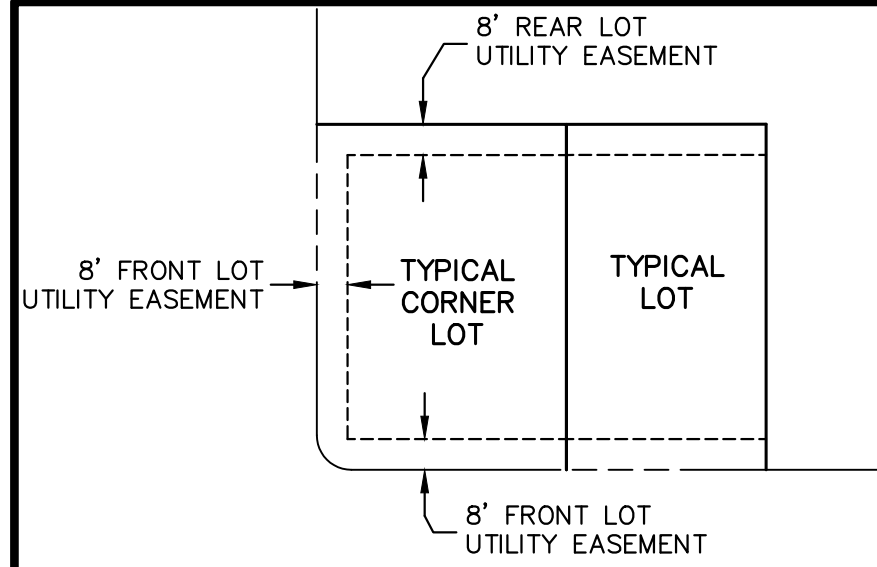 8' REAR LOT
UTILITY EASEMENT
8' FRONT LOT
UTILITY EASEMENT
TYPICAL
CORNER
LOT
TYPICAL
LOT
8' FRONT LOT
UTILITY EASEMENT